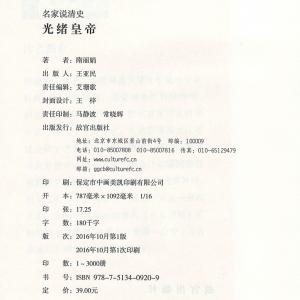 名家说清史
光绪皇帝
著　　者：隋丽娟
出 版 人：王亚民
责任编辑：艾珊歌
封面设计：王　梓
责任印制：马静波　常晓辉
出版发行：故宫出版社
地址：北京市东城区景山前街4号　邮编：100009
电话：010-85007808　010-85007816　传真：010-65129479
网址：www.culturefc.cn
邮箱：ggcb@culturefc.cn
印　　刷：保定市中画美凯印刷有限公司
开　　本：787毫米×1092毫米　1/16
印　　张：17.25
字　　数：180千字
版　　次：2016年10月第1版
2016年10月第1次印刷
印　　数：1~3000册
书　　号：ISBN 978-7-5134-0920-9
定　　价：39.00元